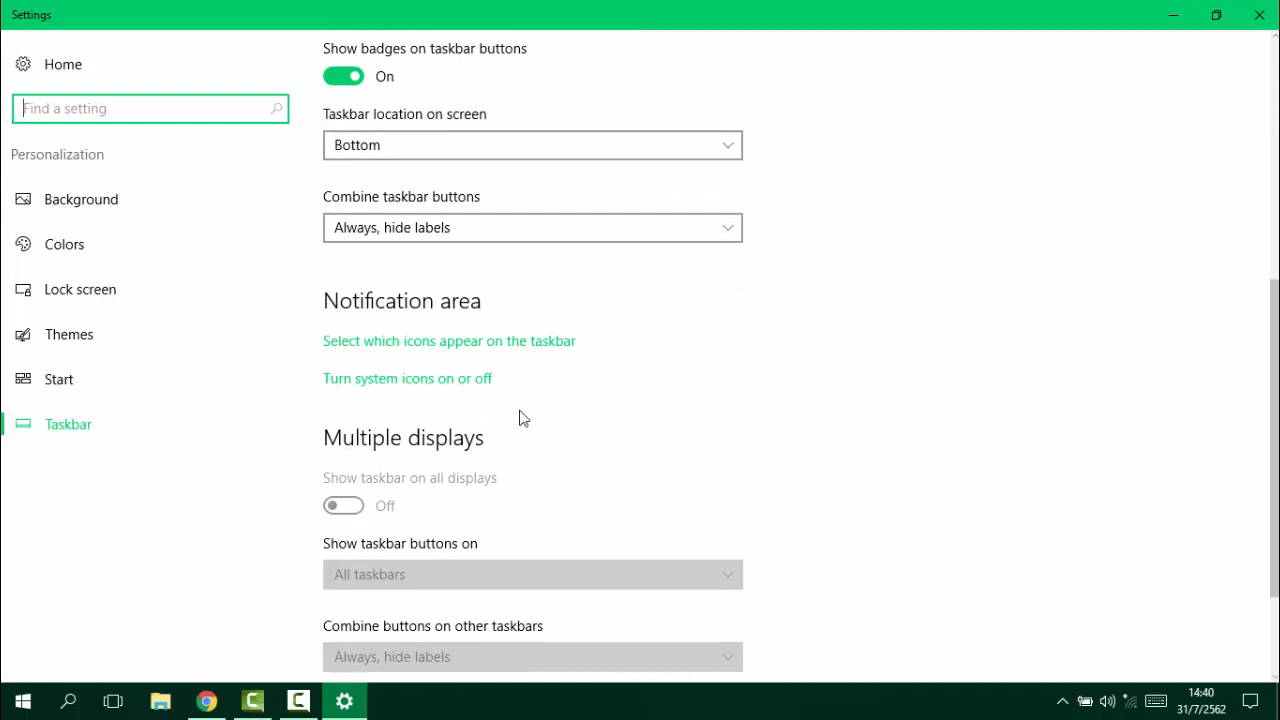 Settings
Home
Find a setting
Personalization
Background
Colors
Lock screen
Themes
Start
Taskbar
Show badges on taskbar buttons
On
Taskbar location on screen
Bottom
Combine taskbar buttons
Always, hide labels
Notification area
Select which icons appear on the taskbar
Turn system icons on or off
Multiple displays
Show taskbar on all displays
Off
Show taskbar buttons on
All taskbars
Combine buttons on other taskbars
Always, hide labels
14:40
31/7/2562